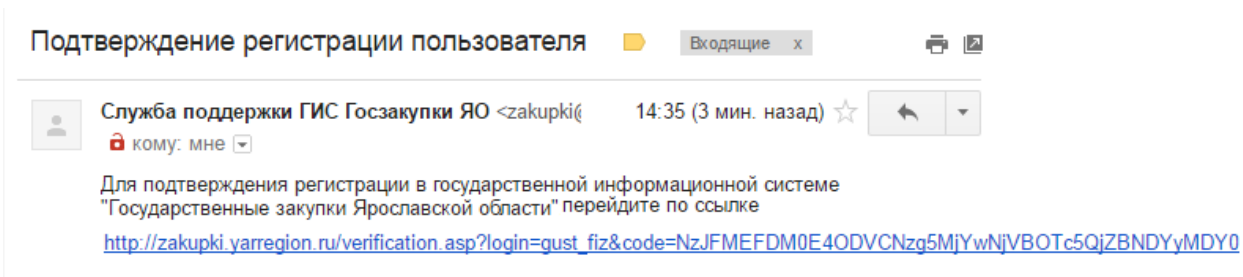 Подтверждение регистрации пользователя Входящие x
Служба поддержки ГИС Госзакупки ЯО <zakupki@ 14:35 (3 мин. назад)
кому: мне
Для подтверждения регистрации в государственной информационной системе
"Государственные закупки Ярославской области" перейдите по ссылке
http://zakupki.yarregion.ru/verification.asp?login=gust_fiz&code=NzJFMEFDM0E4ODVCNzg5MjYwNjVBOTc5QjZBNDYyMDY0